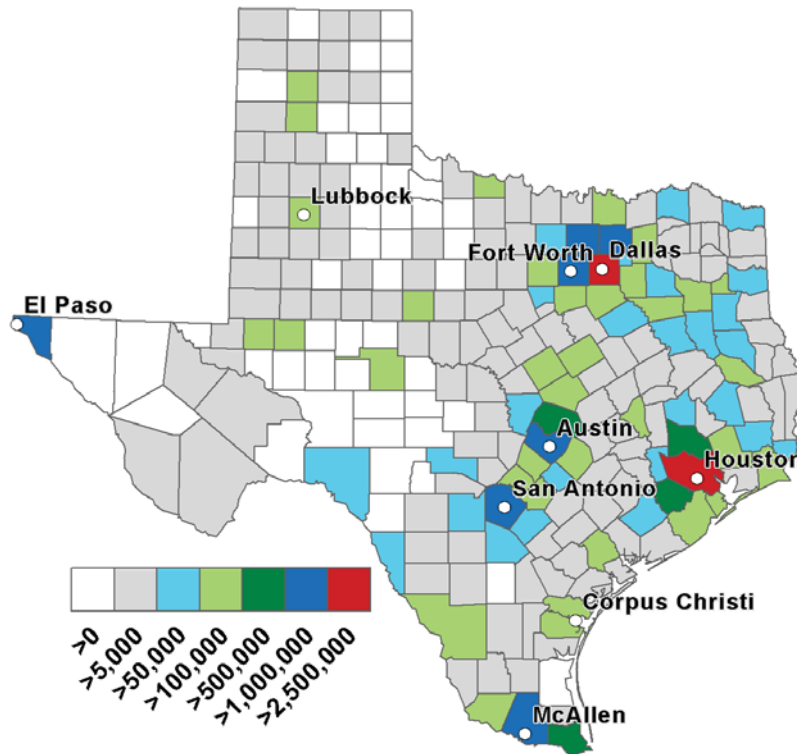 Lubbock
Fort Worth
Dallas
El Paso
Austin
Houston
San Antonio
Corpus Christi
McAllen
>0
>5,000
>50,000
>100,000
>500,000
>1,000,000
>2,500,000